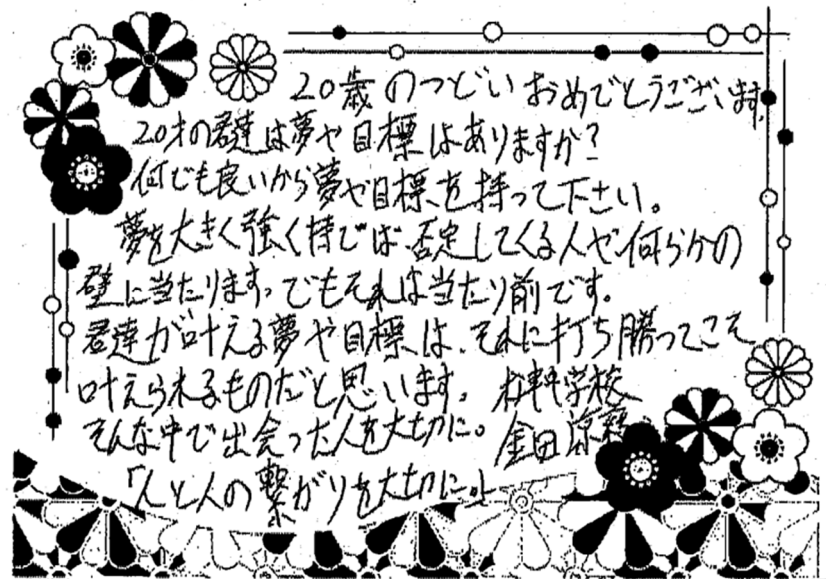 20歳のつどいおめでとうございます。
20才の君達は夢や目標はありますか?
何でも良いから夢や目標を持って下さい。
夢を大きく強く持てば、否定してくる人や、何らかの
壁に当たります。でもそれは当たり前です。
君達が叶える夢や目標は、それに打ち勝ってこそ
叶えられるものだと思います。
そんな中で出会った人を大切に。
「人と人の繋がりを大切に。」
学校
金田